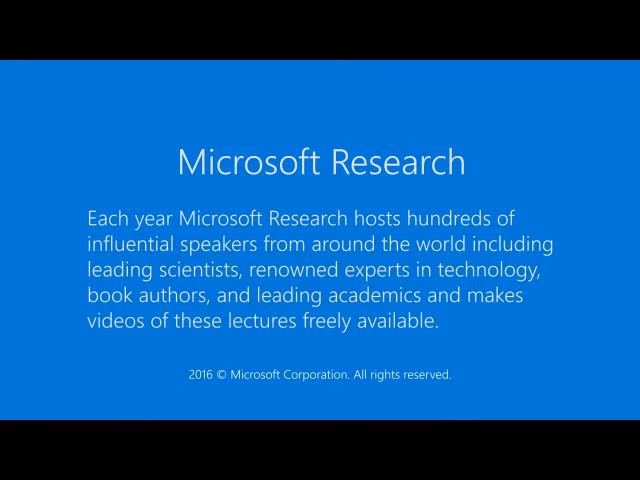 Microsoft Research
Each year Microsoft Research hosts hundreds of
influential speakers from around the world including
leading scientists, renowned experts in technology,
book authors, and leading academics and makes
videos of these lectures freely available.
2016 © Microsoft Corporation. All rights reserved.